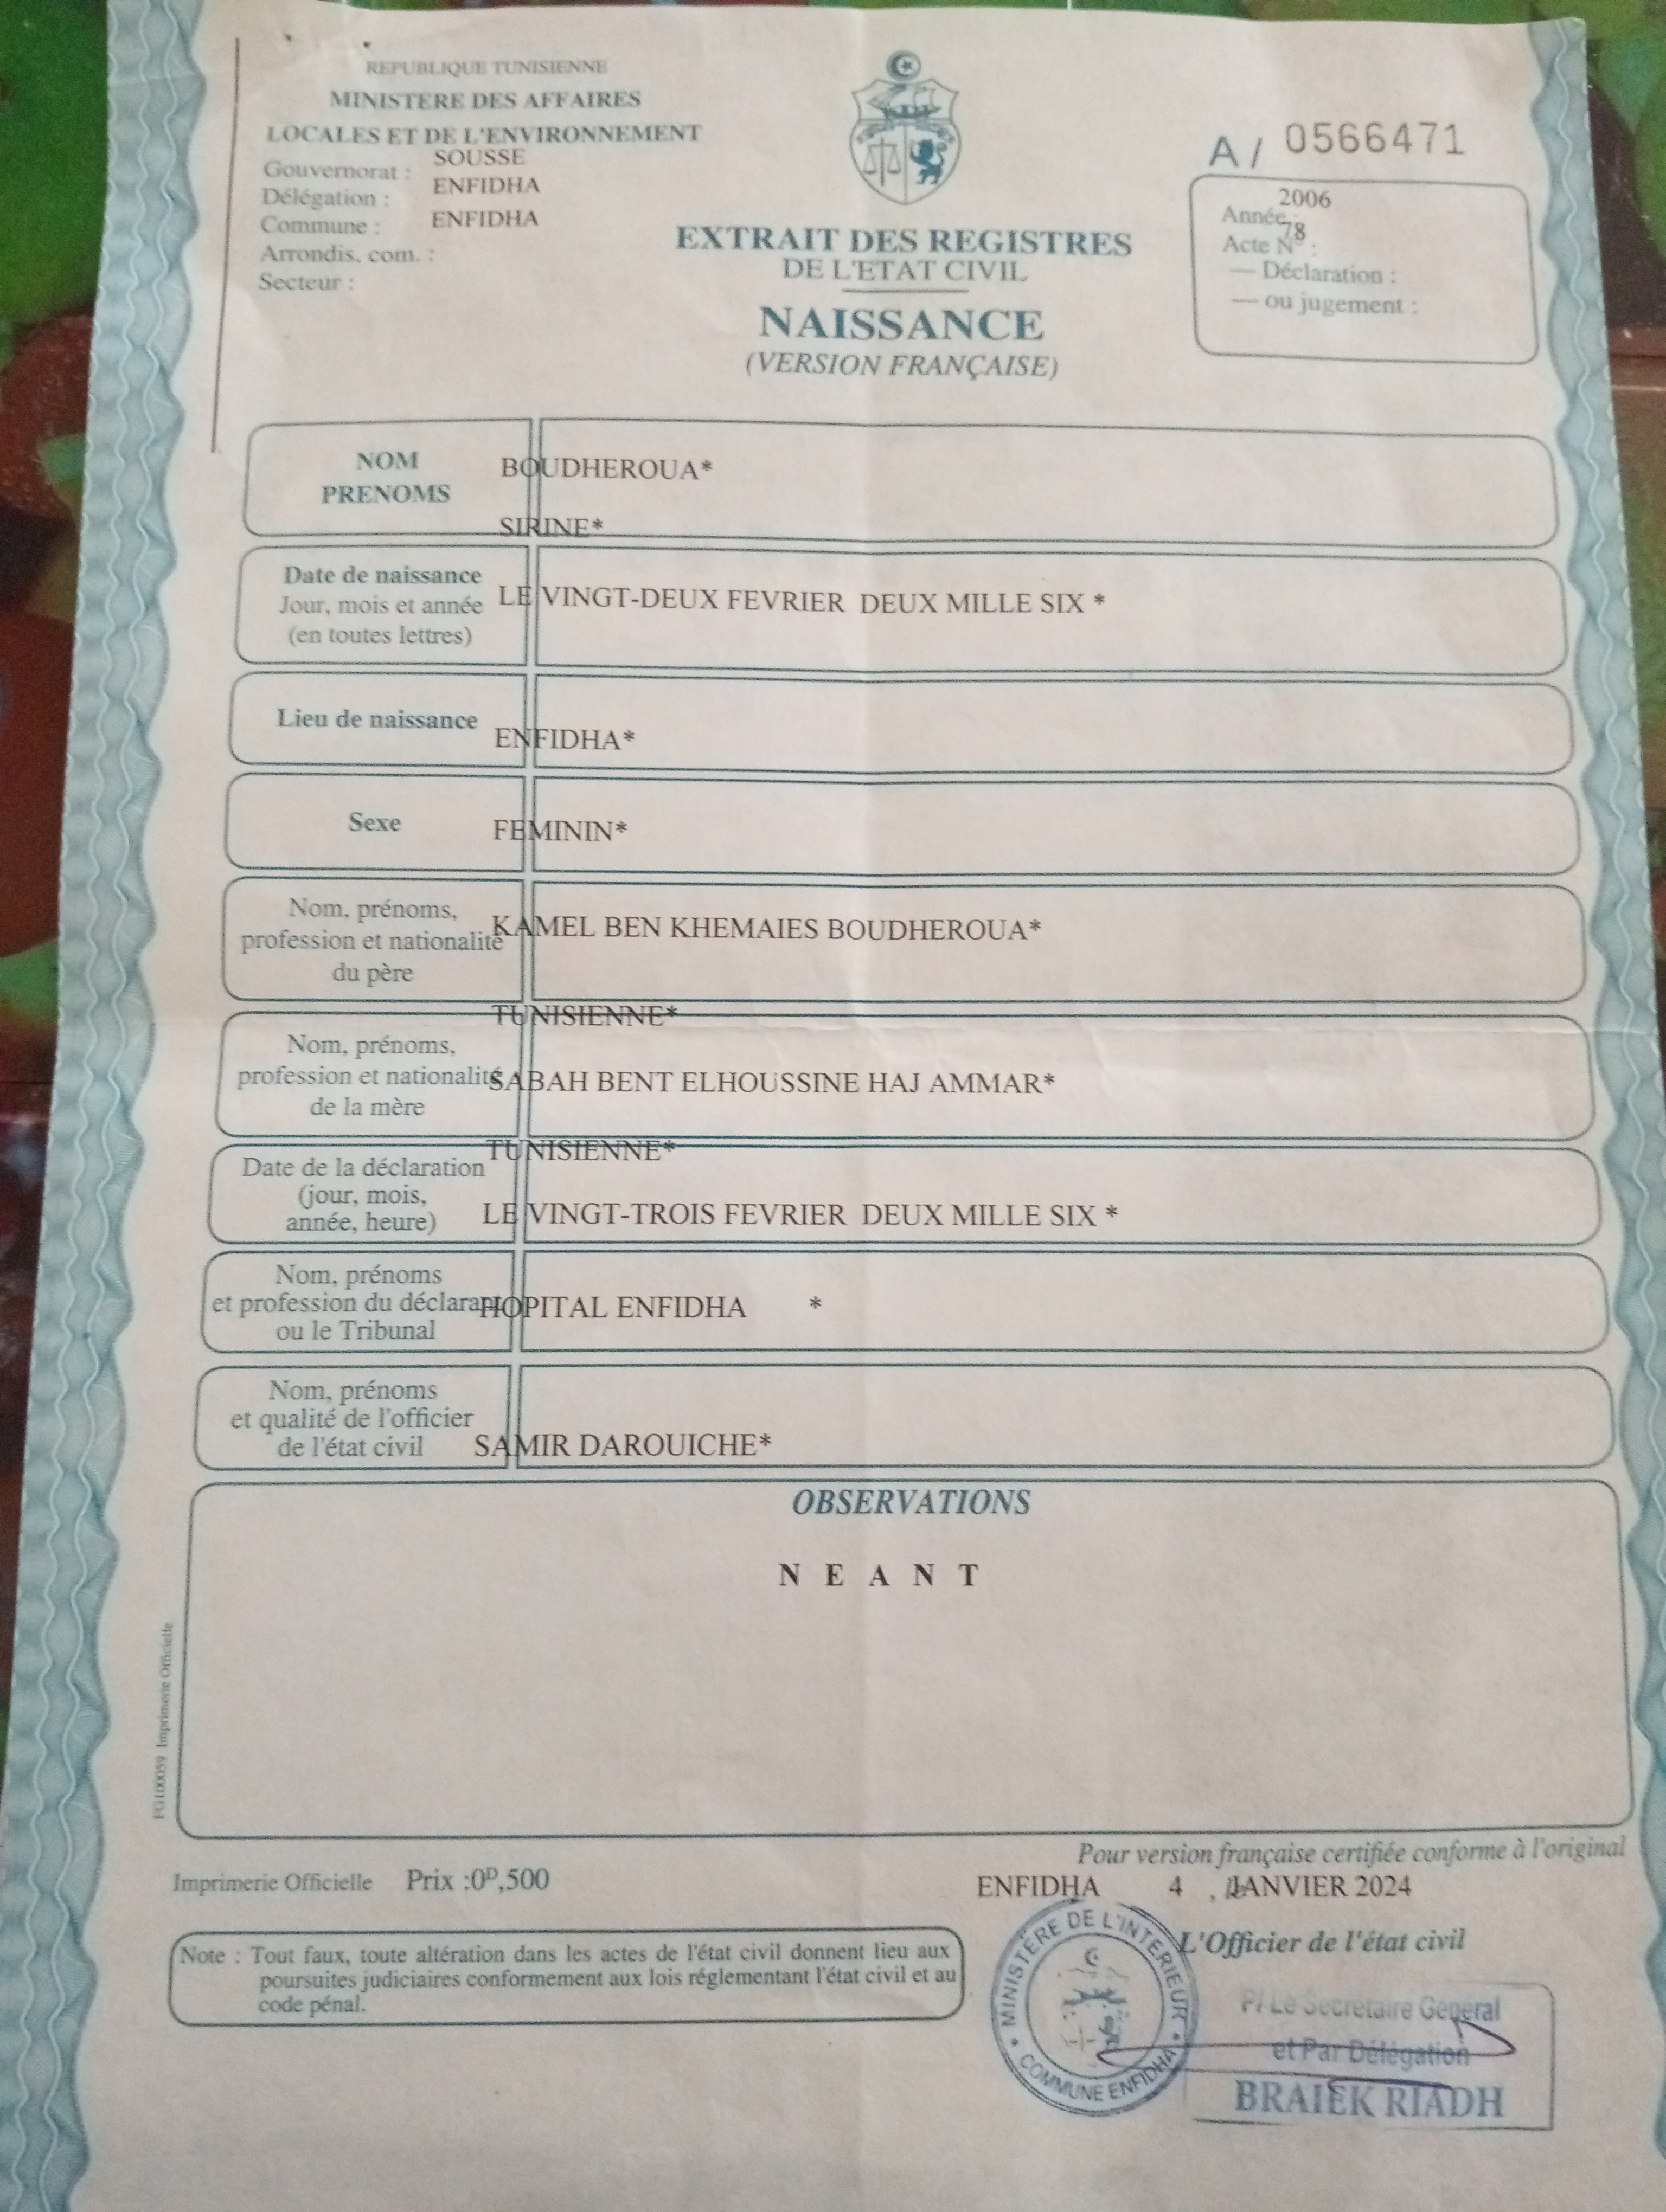 REPUBLIQUE TUNISIENNE
MINISTERE DES AFFAIRES
LOCALES ET DE L'ENVIRONNEMENT
Gouvernorat : SOUSSE
Délégation : ENFIDHA
Commune : ENFIDHA
Arrondis. com. :
Secteur :
EXTRAIT DES REGISTRES
DE L'ETAT CIVIL
NAISSANCE
(VERSION FRANÇAISE)
A / 0566471
2006
Année :
78
Acte N° :
— Déclaration :
— ou jugement :
NOM
PRENOMS
BOUDHEROUA*
SIRINE*
Date de naissance
Jour, mois et année
(en toutes lettres)
LE VINGT-DEUX FEVRIER DEUX MILLE SIX *
Lieu de naissance
ENFIDHA*
Sexe
FEMININ*
Nom, prénoms,
profession et nationalité
du père
KAMEL BEN KHEMAIES BOUDHEROUA*
TUNISIENNE*
Nom, prénoms,
profession et nationalité
de la mère
SABAH BENT ELHOUSSINE HAJ AMMAR*
TUNISIENNE*
Date de la déclaration
(jour, mois,
année, heure)
LE VINGT-TROIS FEVRIER DEUX MILLE SIX *
Nom, prénoms
et profession du déclarant
ou le Tribunal
HOPITAL ENFIDHA *
Nom, prénoms
et qualité de l'officier
de l'état civil
SAMIR DAROUICHE*
OBSERVATIONS
N E A N T
FG100059 Imprimerie Officielle
Pour version française certifiée conforme à l'original
Imprimerie Officielle Prix :0ᴰ,500
ENFIDHA 4 , JANVIER 2024
L'Officier de l'état civil
Note : Tout faux, toute altération dans les actes de l'état civil donnent lieu aux
poursuites judiciaires conformement aux lois réglementant l'état civil et au
code pénal.
MINISTÈRE DE L'INTÉRIEUR
COMMUNE ENFIDHA
P/ Le Secrétaire Général
et Par Délégation
BRAIEK RIADH